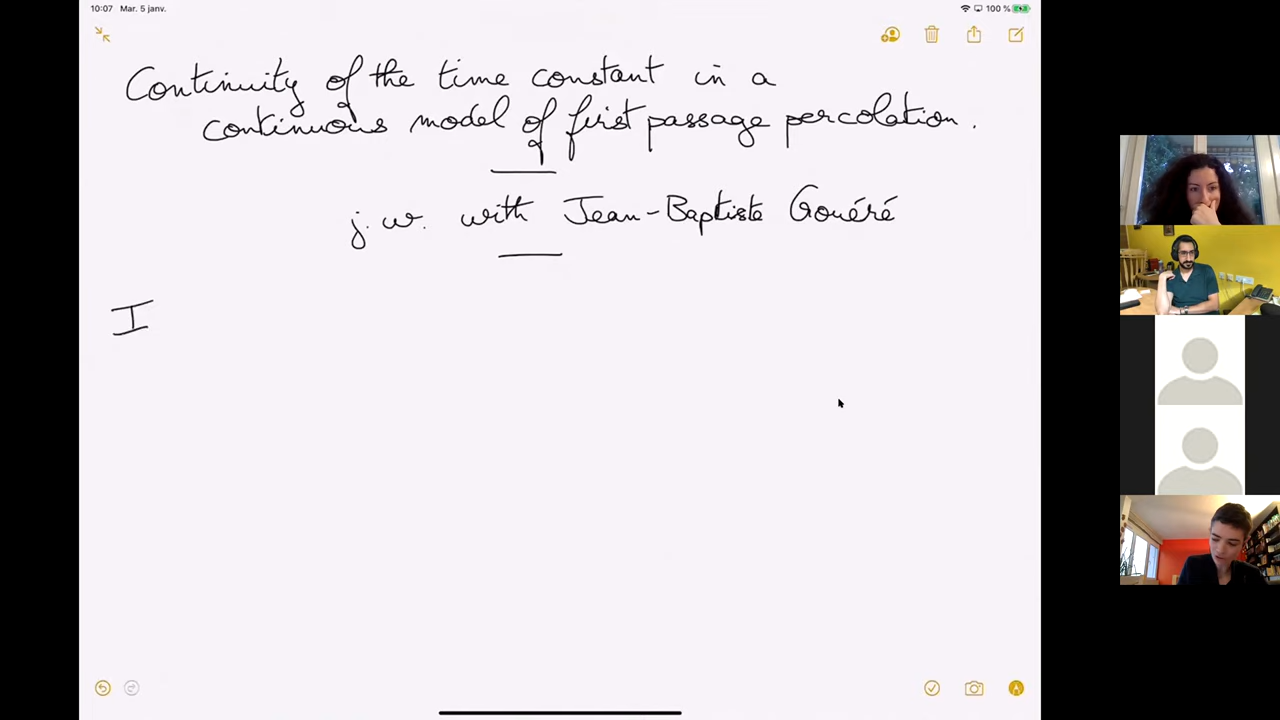 10:07 Mar. 5 janv.
100 %
Continuity of the time constant in a
continuous model of first passage percolation.
j.w. with Jean-Baptiste Gouéré
I